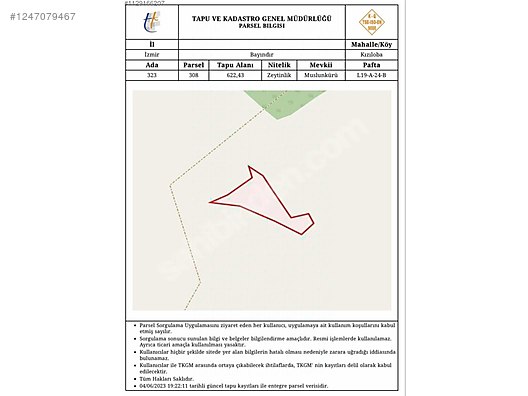 #1247079467
TAPU VE KADASTRO GENEL MÜDÜRLÜĞÜ
PARSEL BİLGİSİ
İl Mahalle/Köy
İzmir Bayındır Kızıloba
Ada Parsel Tapu Alanı Nitelik Mevkii Pafta
323 308 622,43 Zeytinlik Muslunkürü L19-A-24-B
sahibinden.com
• Parsel Sorgulama Uygulamasını ziyaret eden her kullanıcı, uygulamaya ait kullanım koşullarını kabul
etmiş sayılır.
• Sorgulama sonucu sunulan bilgi ve belgeler bilgilendirme amaçlıdır. Resmi işlemlerde kullanılamaz.
Ayrıca ticari amaçla kullanılması yasaktır.
• Kullanıcılar hiçbir şekilde sitede yer alan bilgilerin hatalı olması nedeniyle zarara uğradığı iddiasında
bulunamaz.
• Kullanıcılar ile TKGM arasında ortaya çıkabilecek ihtilaflarda, TKGM' nin kayıtları delil olarak kabul
edilecektir.
• Tüm Hakları Saklıdır.
• 04/06/2023 19:22:11 tarihli güncel tapu kayıtları ile entegre parsel verisidir.